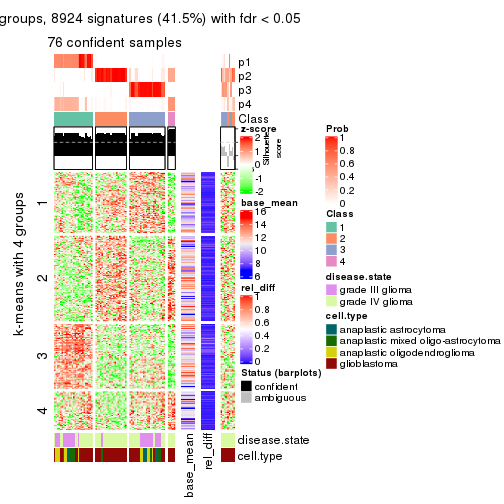 groups, 8924 signatures (41.5%) with fdr < 0.05
76 confident samples
p1
p2
p3
p4
Class
k-means with 4 groups
1
2
3
4
Silhouette
score
z-score
2
1
0
-1
-2
base_mean
16
14
12
10
8
6
rel_diff
1
0.8
0.6
0.4
0.2
0
Status (barplots)
confident
ambiguous
Prob
1
0.8
0.6
0.4
0.2
0
Class
1
2
3
4
disease.state
grade III glioma
grade IV glioma
cell.type
anaplastic astrocytoma
anaplastic mixed oligo-astrocytoma
anaplastic oligodendroglioma
glioblastoma
disease.state
cell.type
base_mean
rel_diff